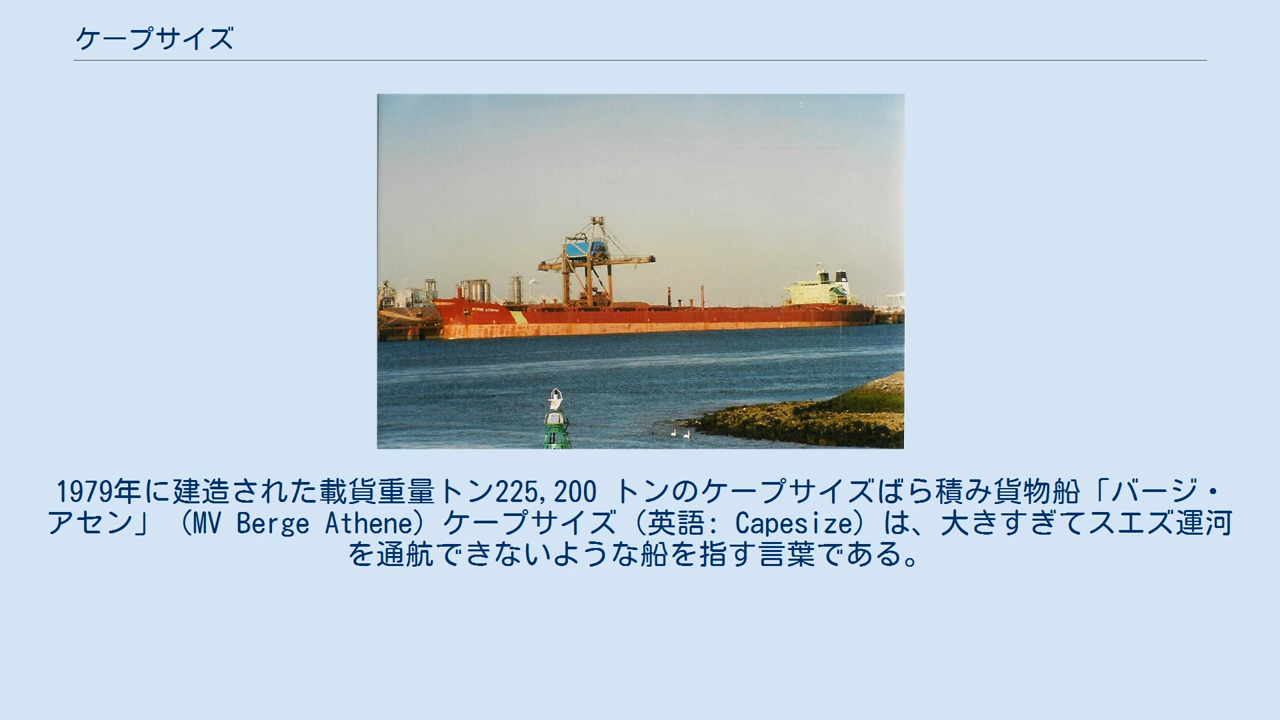 ケープサイズ
BERGE ATHENE
1979年に建造された載貨重量トン225,200 トンのケープサイズばら積み貨物船「バージ・
アセン」（MV Berge Athene）ケープサイズ（英語: Capesize）は、大きすぎてスエズ運河
を通航できないような船を指す言葉である。